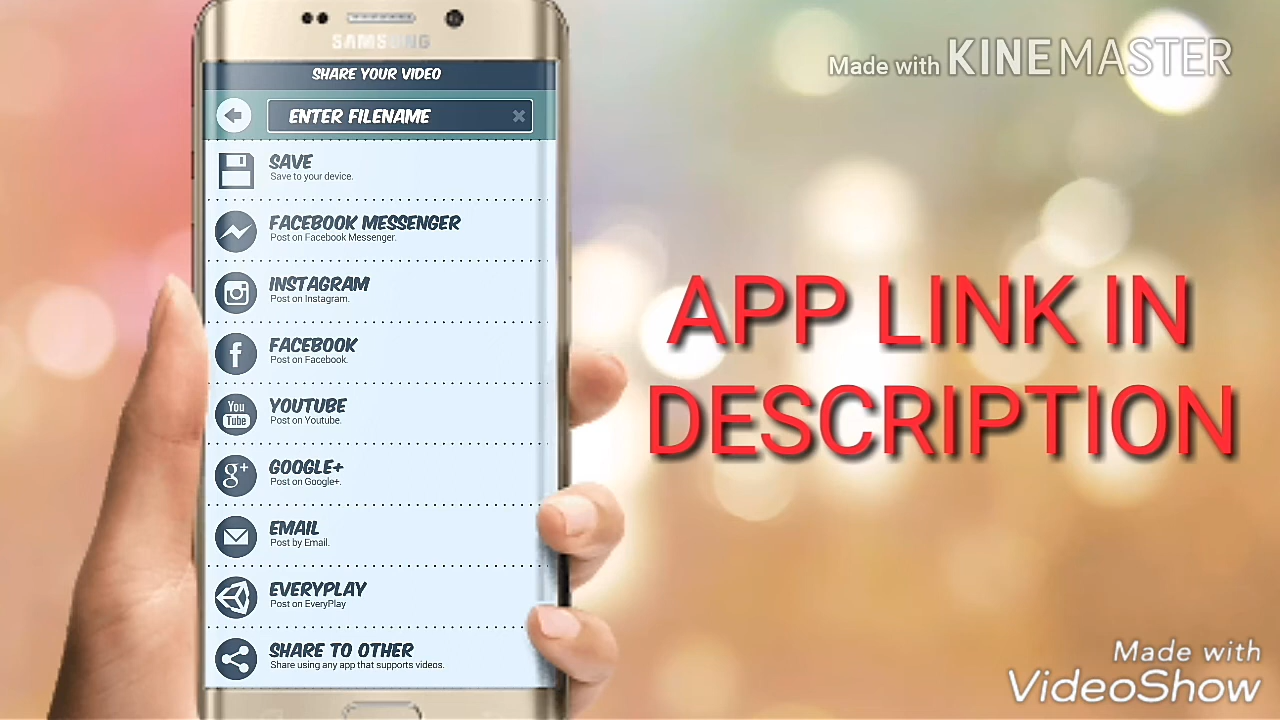 SAMSUNG
SHARE YOUR VIDEO
ENTER FILENAME
SAVE
Save to your device.
FACEBOOK MESSENGER
Post on Facebook Messenger.
INSTAGRAM
Post on Instagram.
FACEBOOK
Post on Facebook.
You
Tube
YOUTUBE
Post on Youtube.
g+
GOOGLE+
Post on Google+.
EMAIL
Post by Email.
EVERYPLAY
Post on EveryPlay
SHARE TO OTHER
Share using any app that supports videos.
Made with KINEMASTER
APP LINK IN
DESCRIPTION
Made with
VideoShow